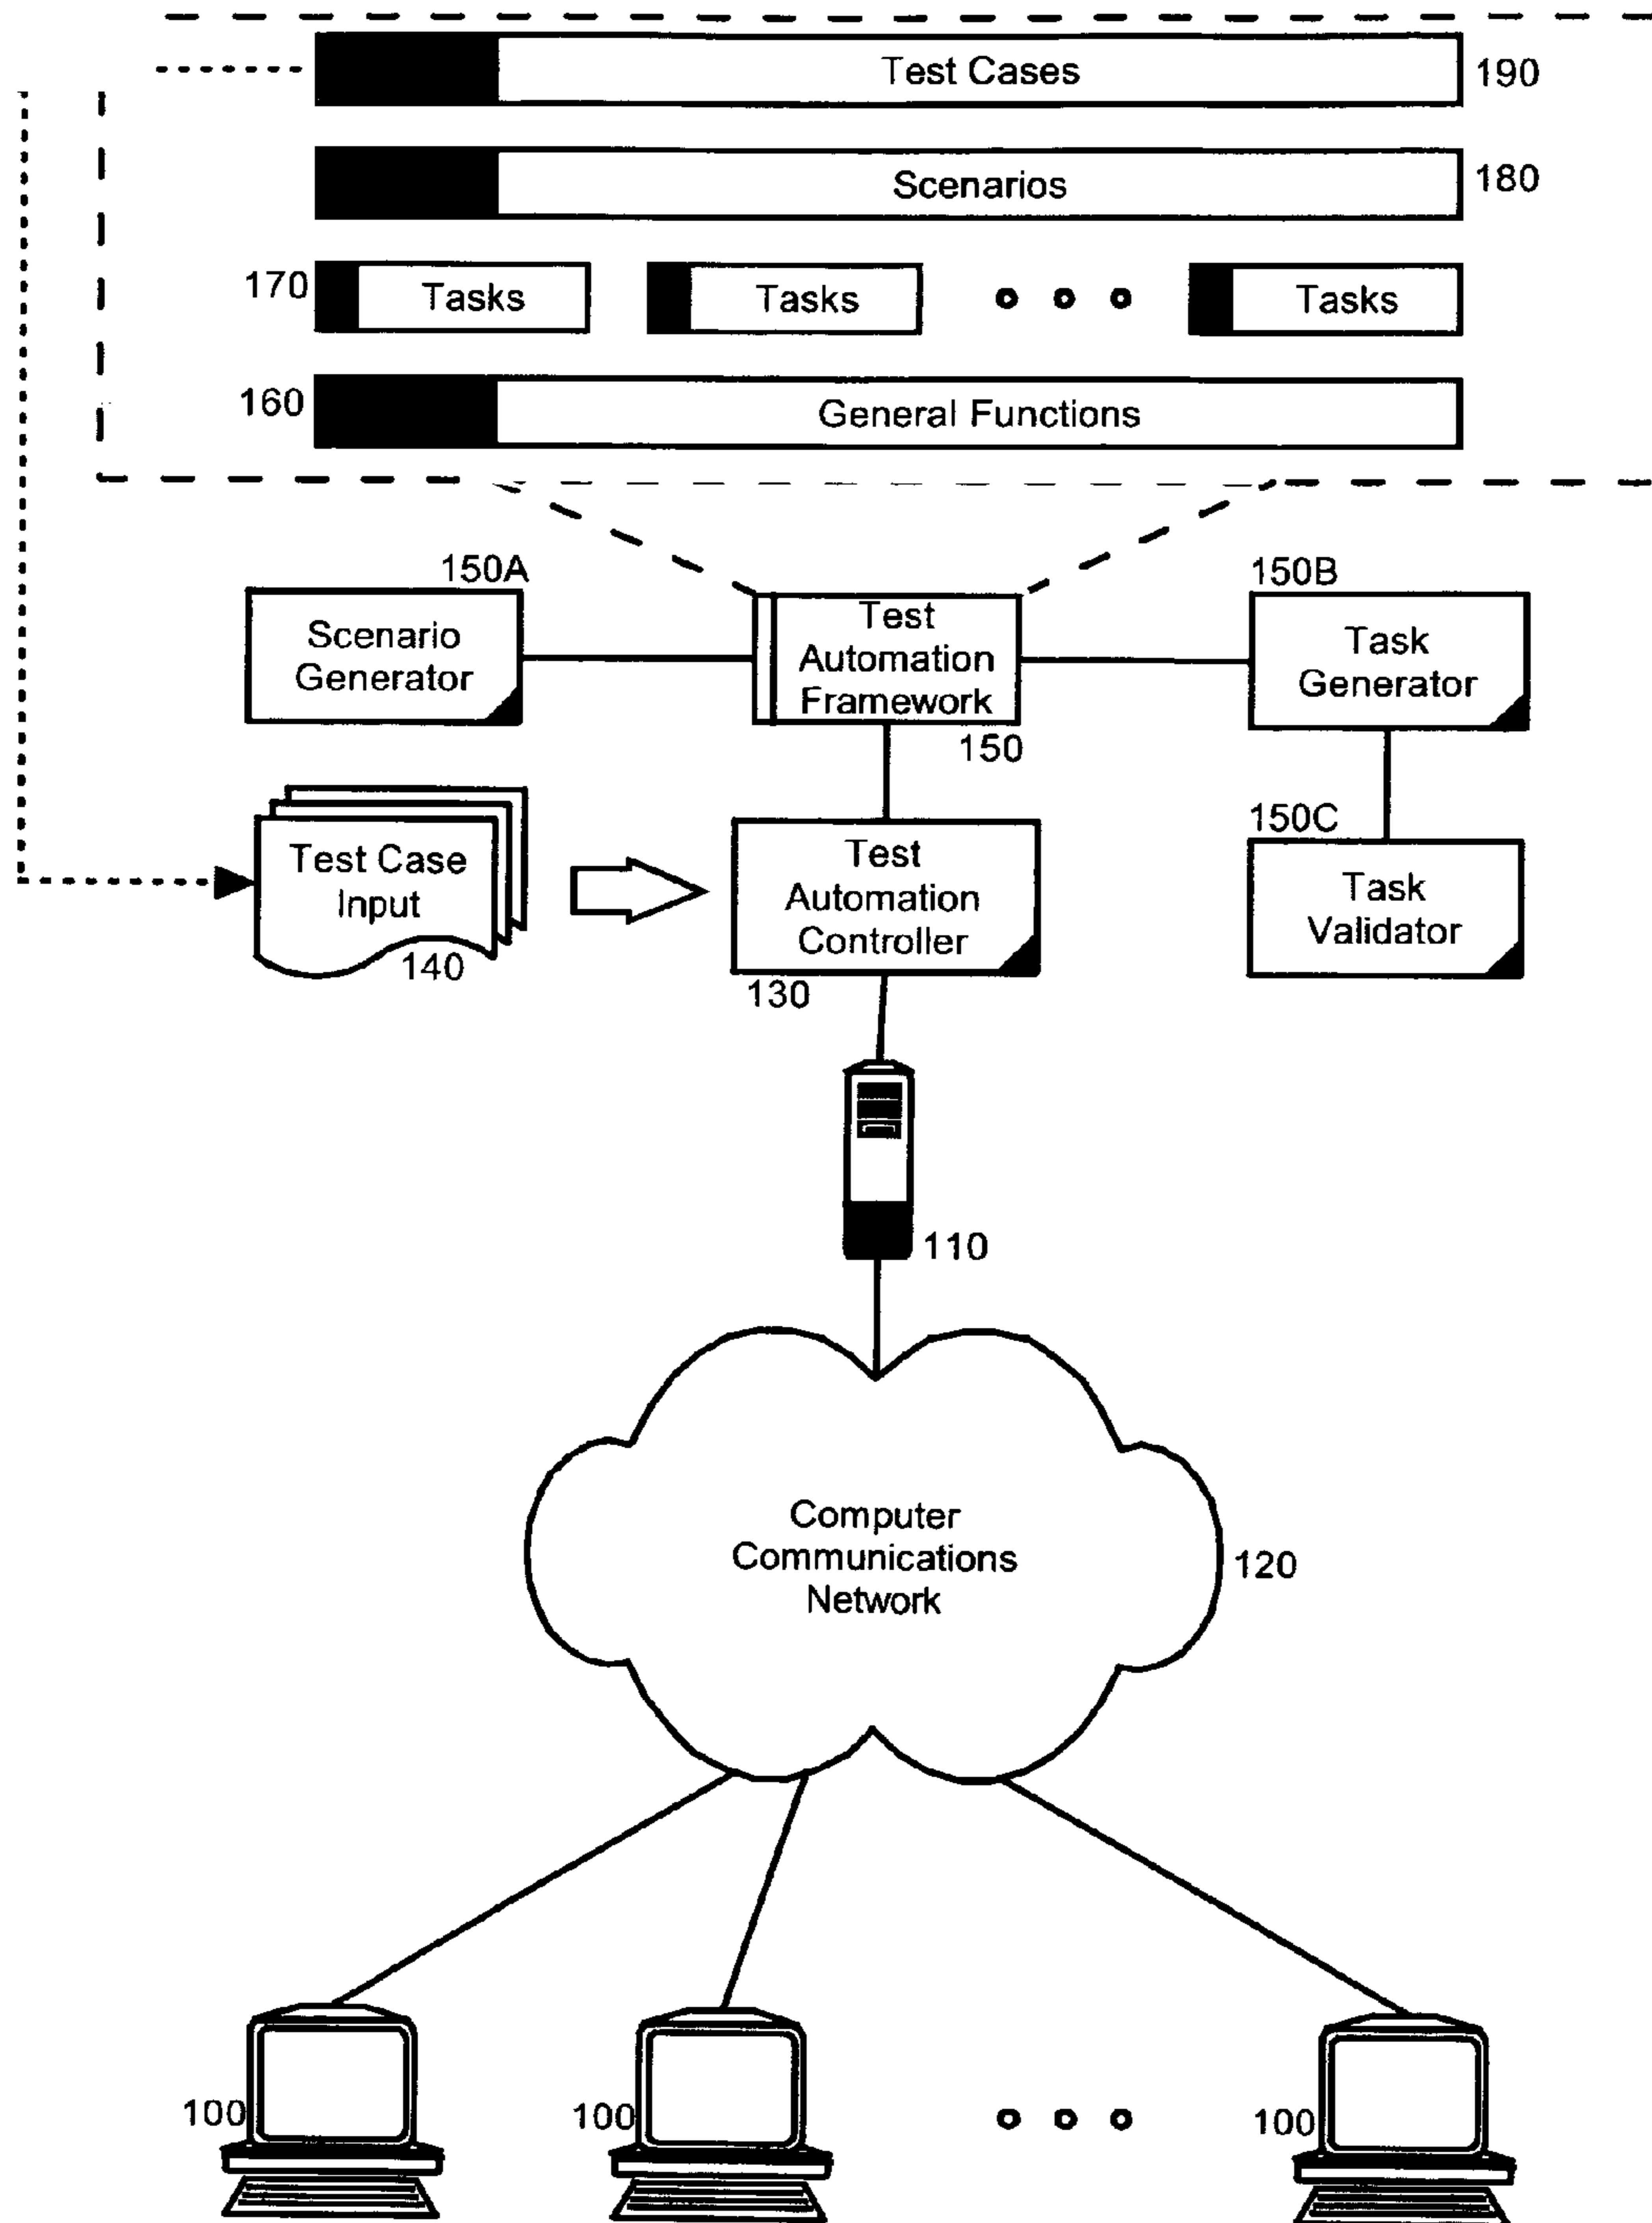 Test Cases
190
Scenarios
180
170
Tasks
Tasks
Tasks
160
General Functions
150A
150B
Scenario
Generator
Test
Automation
Framework
150
Task
Generator
150C
Test Case
Input
140
Test
Automation
Controller
130
Task
Validator
110
Computer
Communications
Network
120
100
100
100